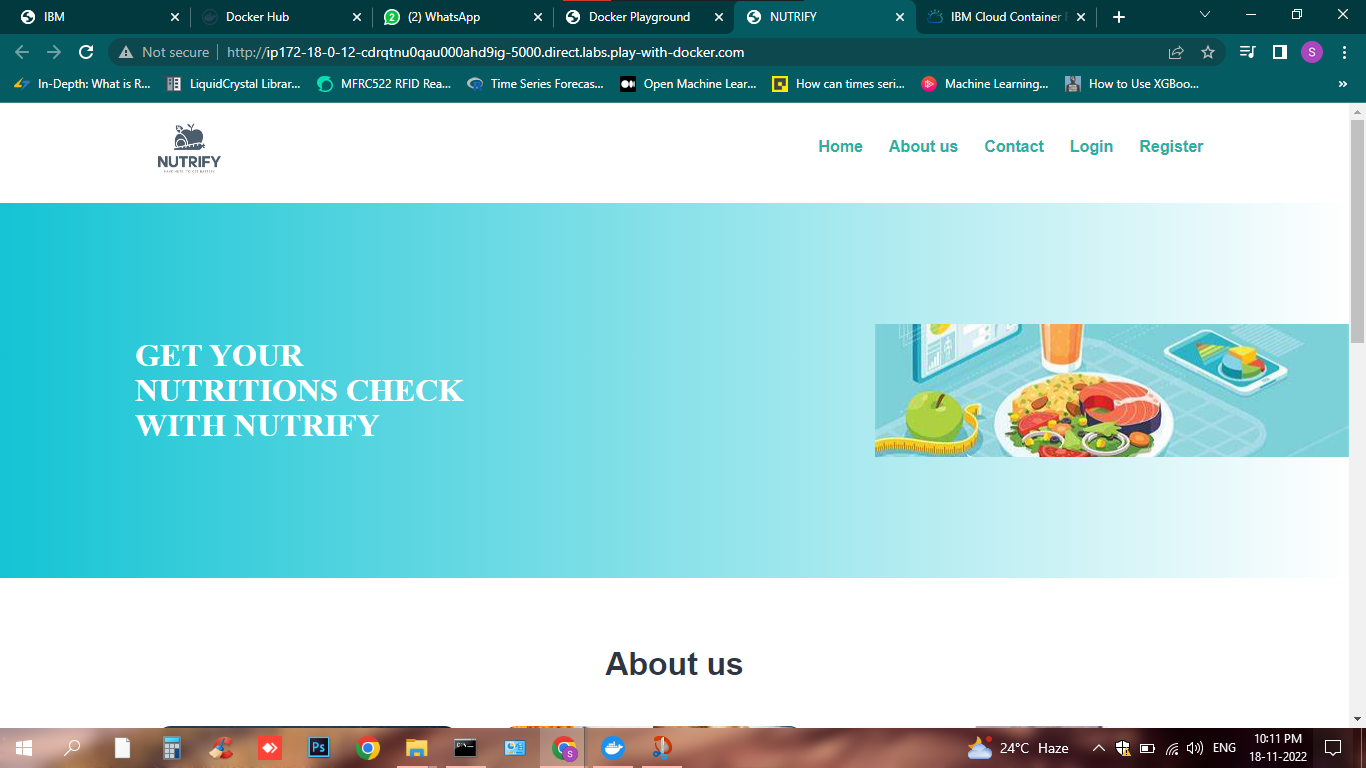 IBM
Docker Hub
(2) WhatsApp
Docker Playground
NUTRIFY
IBM Cloud Container
Not secure
http://ip172-18-0-12-cdrqtnu0qau000ahd9ig-5000.direct.labs.play-with-docker.com
S
In-Depth: What is R...
LiquidCrystal Librar...
MFRC522 RFID Rea...
Time Series Forecas...
Open Machine Lear...
How can times seri...
Machine Learning...
How to Use XGBoo...
»
NUTRIFY
Home
About us
Contact
Login
Register
GET YOUR
NUTRITIONS CHECK
WITH NUTRIFY
About us
Ps
24°C Haze
ENG
10:11 PM
18-11-2022